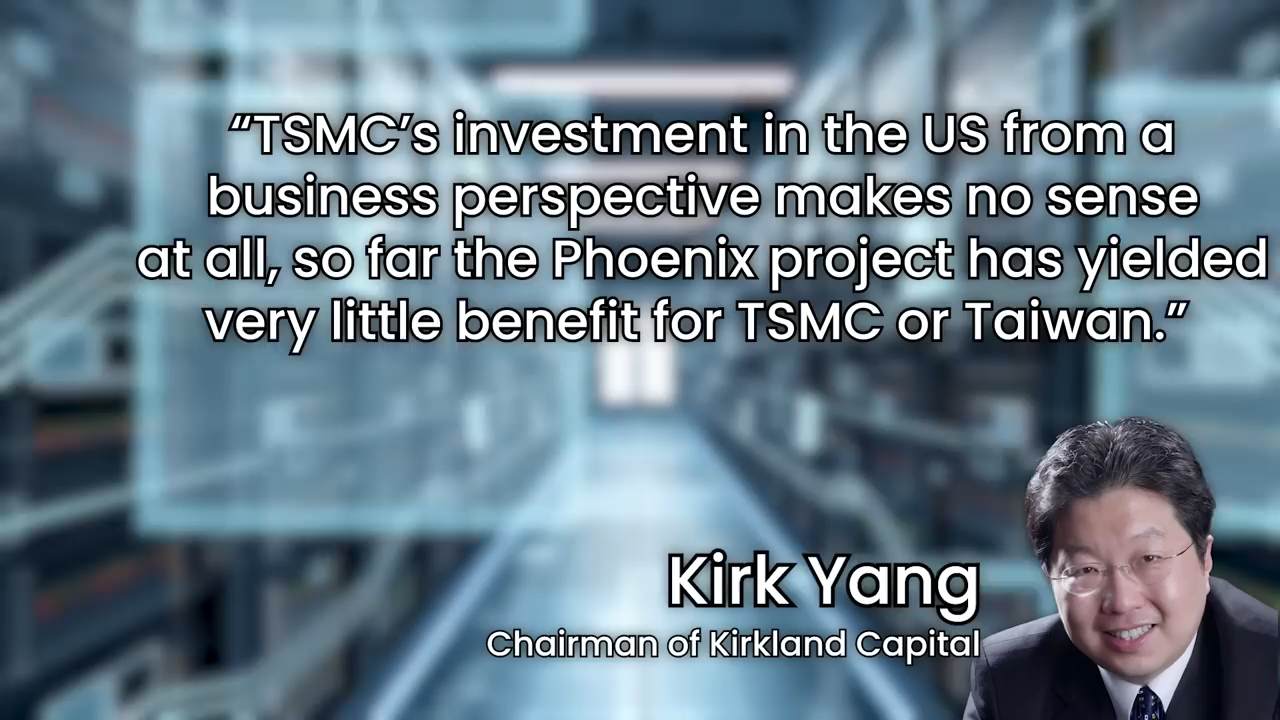 “TSMC’s investment in the US from a
business perspective makes no sense
at all, so far the Phoenix project has yielded
very little benefit for TSMC or Taiwan.”
Kirk Yang
Chairman of Kirkland Capital